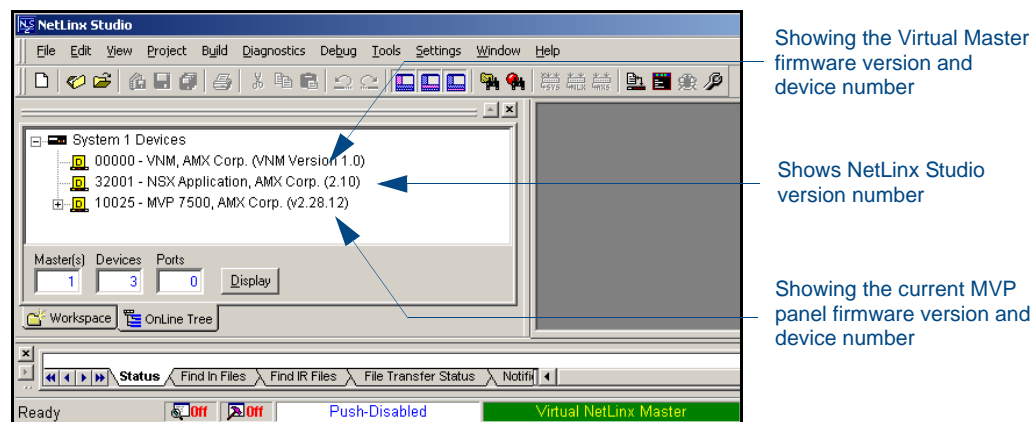 NetLinx Studio
File Edit View Project Build Diagnostics Debug Tools Settings Window Help
System 1 Devices
00000 - VNM, AMX Corp. (VNM Version 1.0)
32001 - NSX Application, AMX Corp. (2.10)
10025 - MVP 7500, AMX Corp. (v2.28.12)
Master(s) Devices Ports
1 3 0 Display
Workspace OnLine Tree
Status Find In Files Find IR Files File Transfer Status Notifi
Ready Off Off Push-Disabled Virtual NetLinx Master
Showing the Virtual Master
firmware version and
device number
Shows NetLinx Studio
version number
Showing the current MVP
panel firmware version and
device number